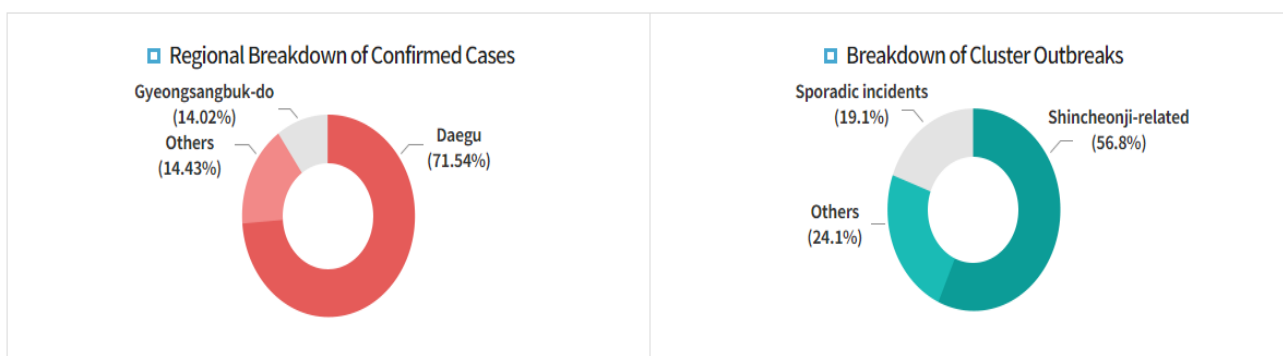 Regional Breakdown of Confirmed Cases
Gyeongsangbuk-do
(14.02%)
Others
(14.43%)
Daegu
(71.54%)
Breakdown of Cluster Outbreaks
Sporadic incidents
(19.1%)
Shincheonji-related
(56.8%)
Others
(24.1%)